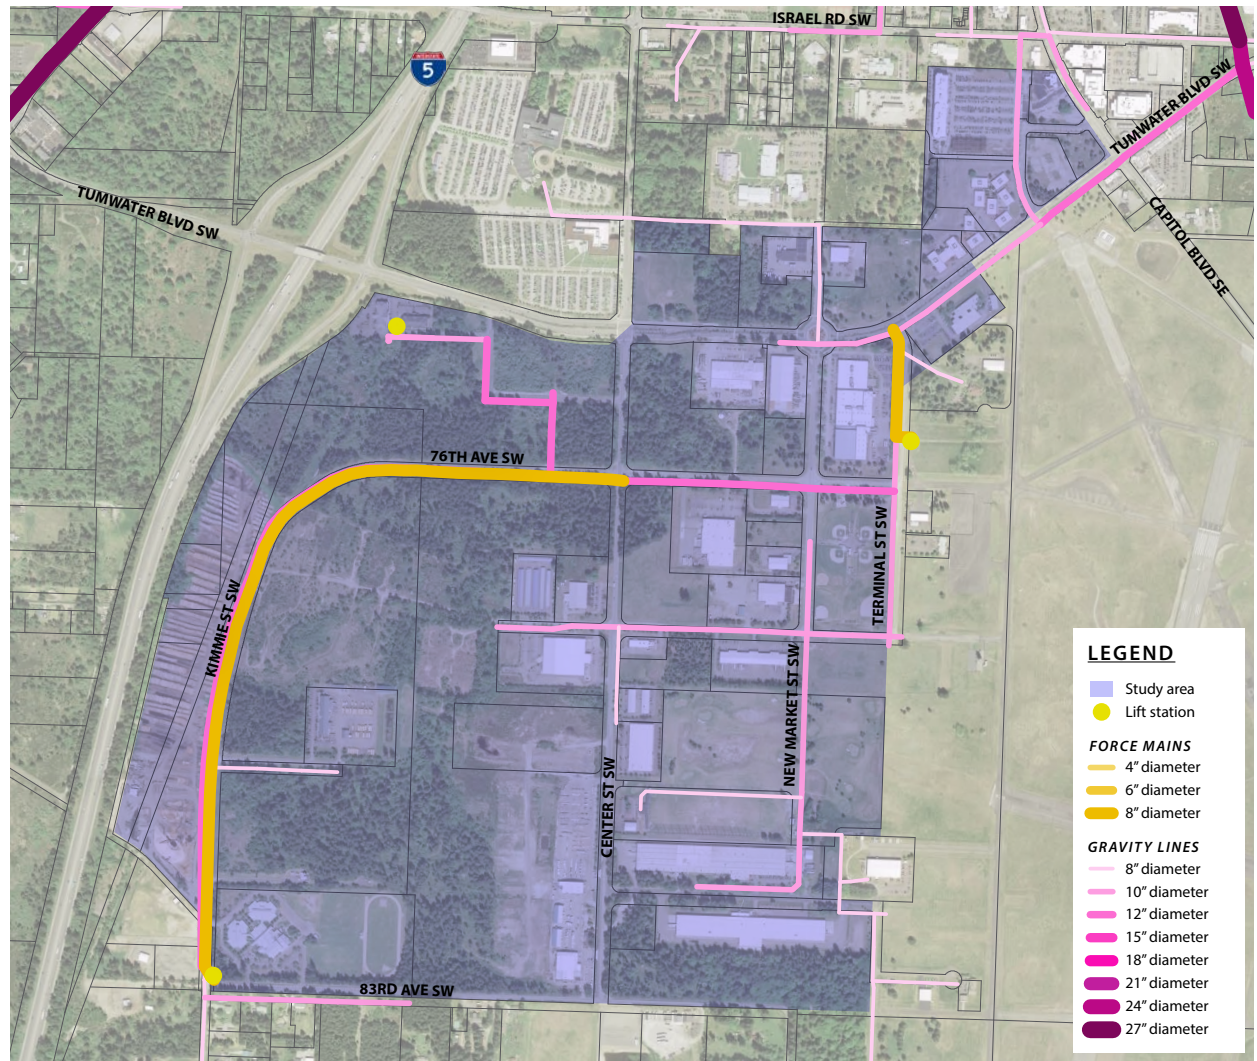 ISRAEL RD SW
INTERSTATE
5
TUMWATER BLVD SW
TUMWATER BLVD SW
CAPITOL BLVD SE
76TH AVE SW
TERMINAL ST SW
KIMMIE ST SW
NEW MARKET ST SW
CENTER ST SW
83RD AVE SW
LEGEND
Study area
Lift station
FORCE MAINS
4” diameter
6” diameter
8” diameter
GRAVITY LINES
8” diameter
10” diameter
12” diameter
15” diameter
18” diameter
21” diameter
24” diameter
27” diameter